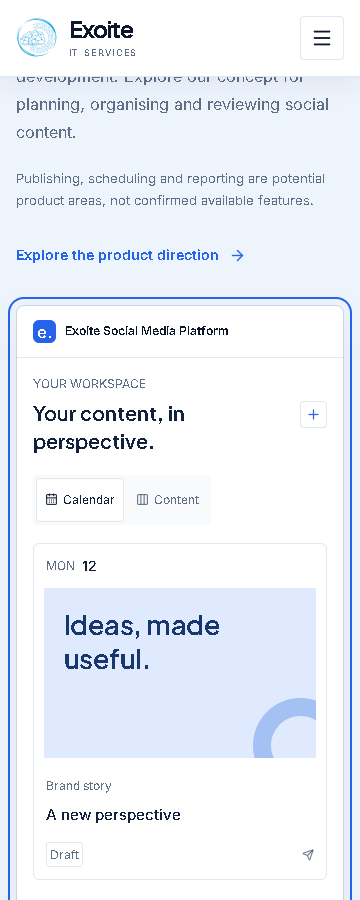 Exoite
IT SERVICES
development. Explore our concept for
planning, organising and reviewing social
content.
Publishing, scheduling and reporting are potential
product areas, not confirmed available features.
Explore the product direction
e.
Exoite Social Media Platform
YOUR WORKSPACE
Your content, in
perspective.
Calendar
Content
MON 12
Ideas, made
useful.
Brand story
A new perspective
Draft